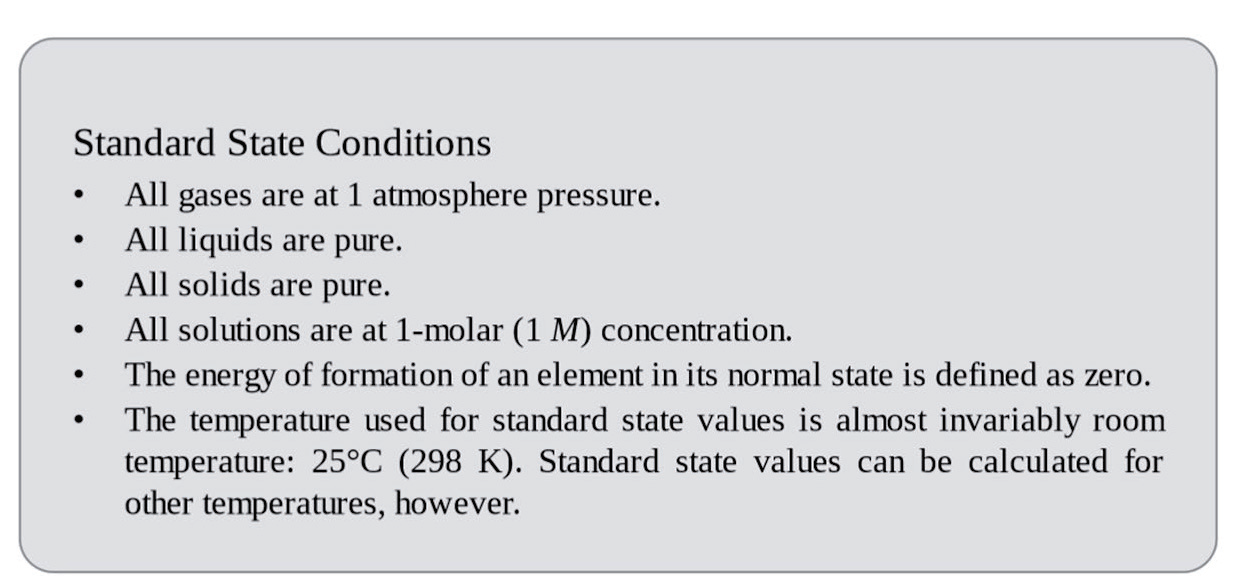 Standard State Conditions
• All gases are at 1 atmosphere pressure.
• All liquids are pure.
• All solids are pure.
• All solutions are at 1-molar (1 M) concentration.
• The energy of formation of an element in its normal state is defined as zero.
• The temperature used for standard state values is almost invariably room
temperature: 25°C (298 K). Standard state values can be calculated for
other temperatures, however.